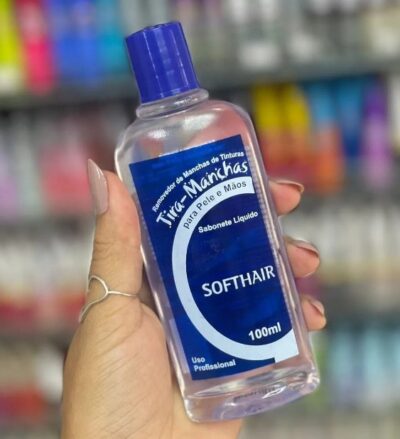 Removedor de Manchas de Tinturas
Tira-Manchas
para Pele e Mãos
Sabonete Líquido
SOFTHAIR
100ml
Uso
Profissional